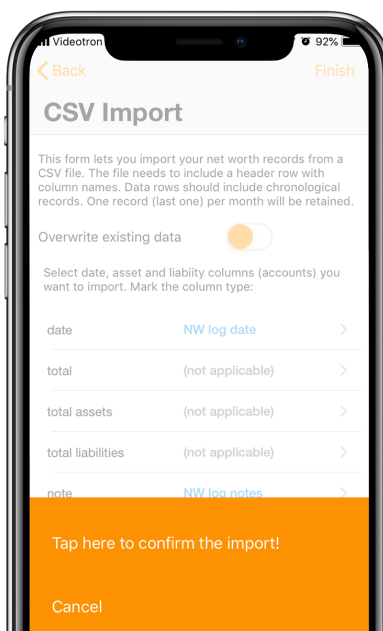 Videotron
92%
Back
Finish
CSV Import
This form lets you import your net worth records from a
CSV file. The file needs to include a header row with
column names. Data rows should include chronological
records. One record (last one) per month will be retained.
Overwrite existing data
Select date, asset and liabiity columns (accounts) you
want to import. Mark the column type:
date NW log date
total (not applicable)
total assets (not applicable)
total liabilities (not applicable)
note NW log notes
Tap here to confirm the import!
Cancel